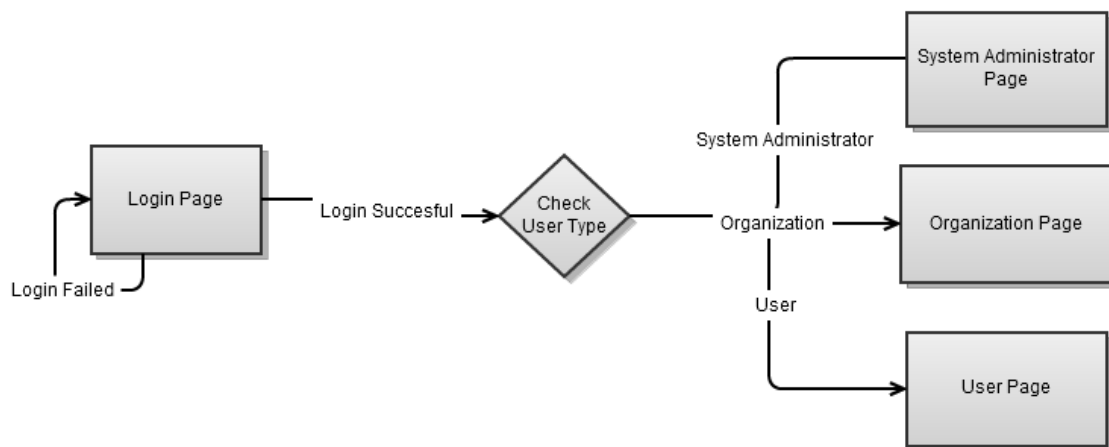 System Administrator
Page
System Administrator
Login Page
Login Succesful
Check
User Type
Organization
Organization Page
Login Failed
User
User Page